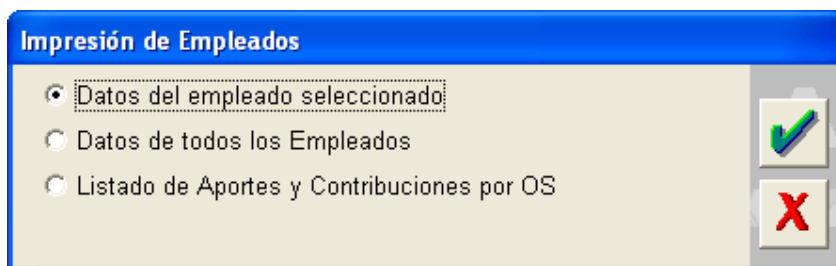 Impresión de Empleados
Datos del empleado seleccionado
Datos de todos los Empleados
Listado de Aportes y Contribuciones por OS